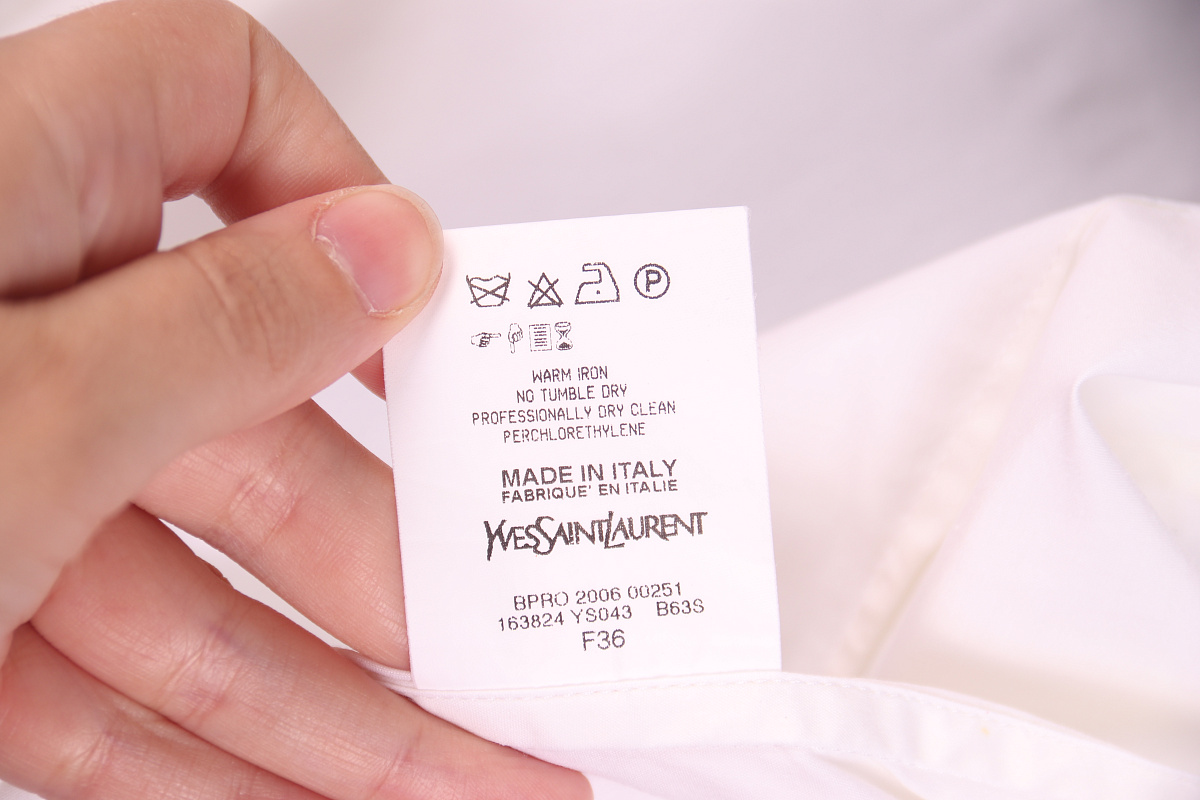 P
WARM IRON
NO TUMBLE DRY
PROFESSIONALLY DRY CLEAN
PERCHLORETHYLENE
MADE IN ITALY
FABRIQUE' EN ITALIE
YVESSAINTLAURENT
BPRO 2006 00251
163824 YS043 B63S
F36